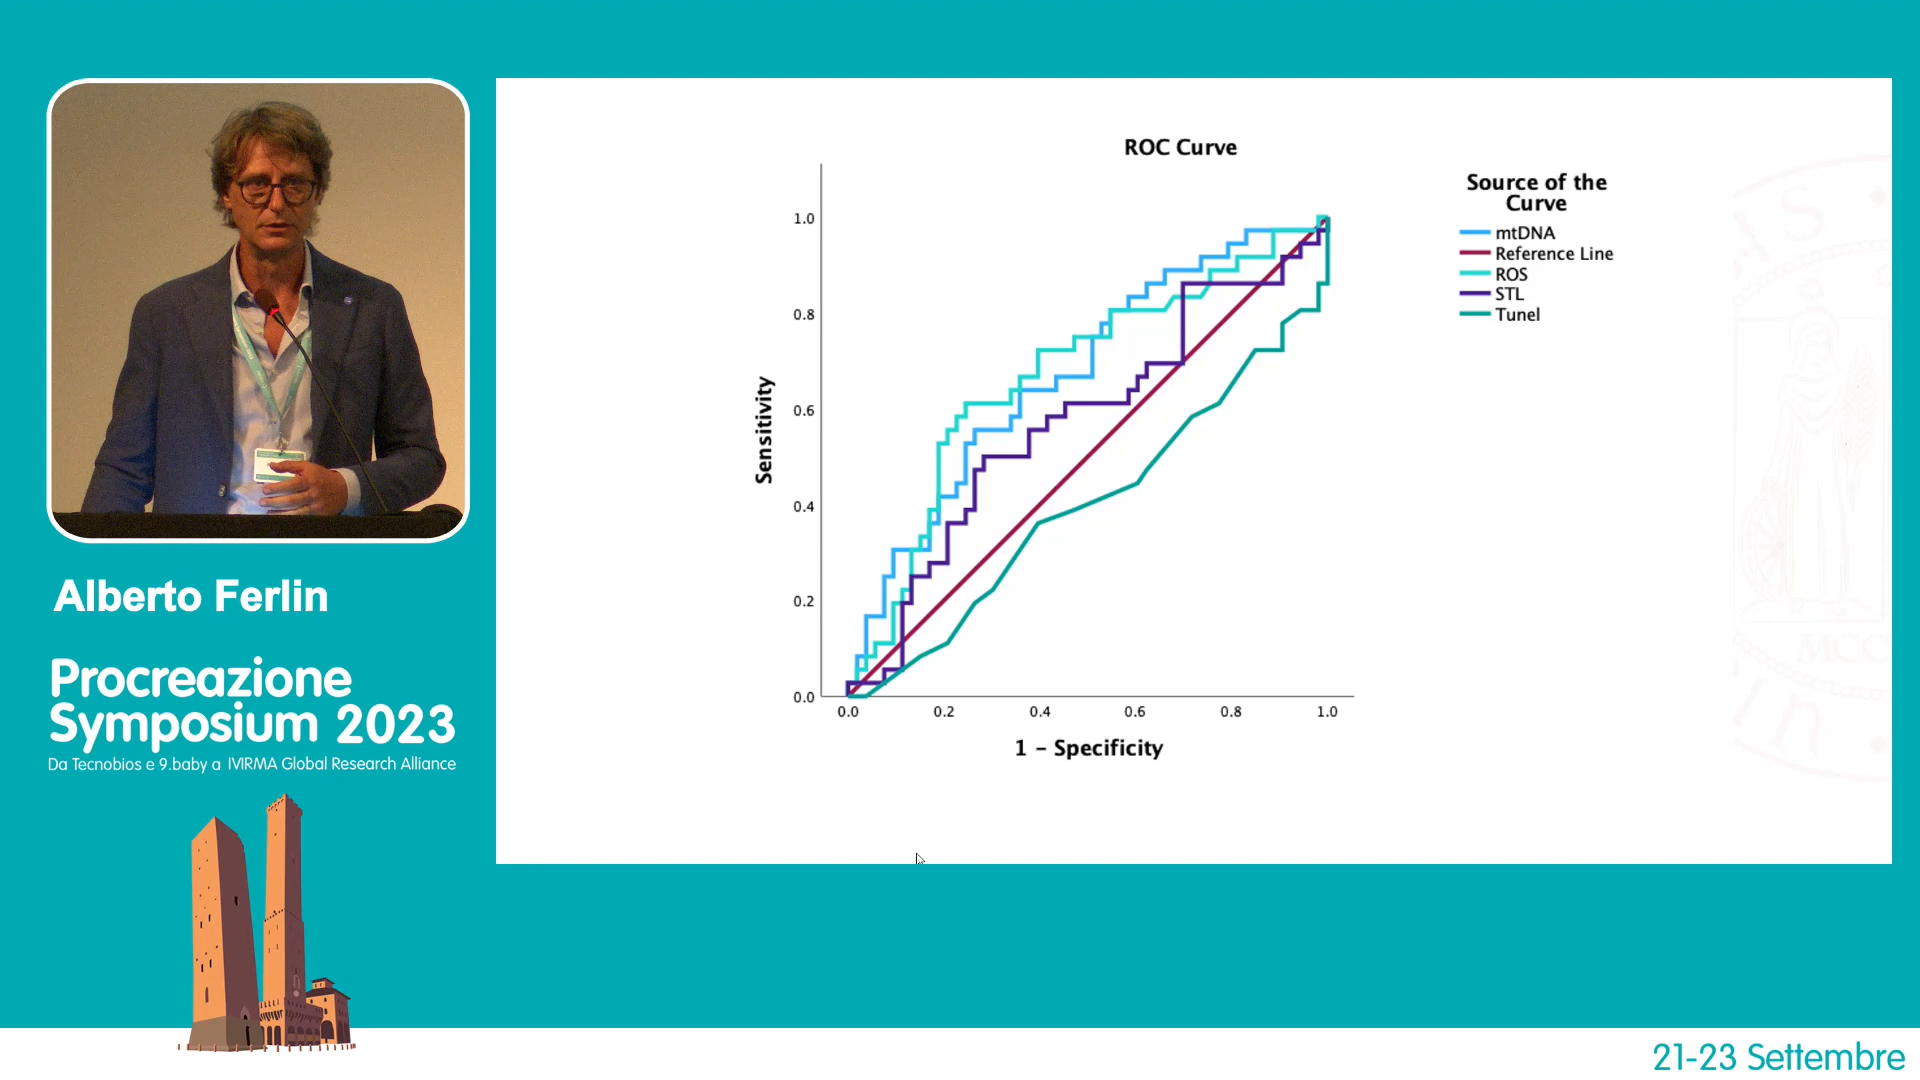 ROC Curve
Source of the
Curve
mtDNA
Reference Line
ROS
STL
Tunel
Sensitivity
1.0
0.8
0.6
0.4
0.2
0.0
0.0 0.2 0.4 0.6 0.8 1.0
1 - Specificity
MCC
Alberto Ferlin
Procreazione
Symposium 2023
Da Tecnobios e 9.baby a IVIRMA Global Research Alliance
21-23 Settembre